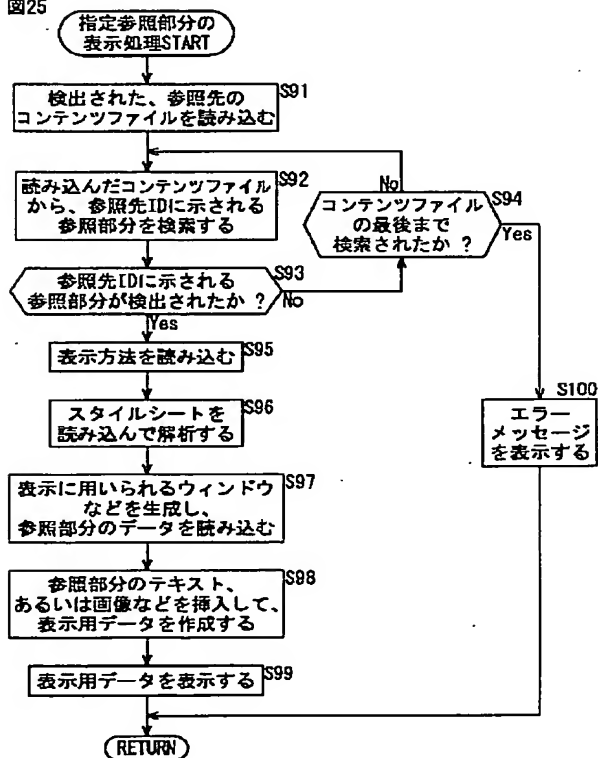 図25
指定参照部分の
表示処理START
検出された、参照先の
コンテンツファイルを読み込む
S91
読み込んだコンテンツファイル
から、参照先IDに示される
参照部分を検索する
S92
No
コンテンツファイル
の最後まで
検索されたか ?
S94
Yes
参照先IDに示される
参照部分が検出されたか ?
S93
No
Yes
表示方法を読み込む
S95
スタイルシートを
読み込んで解析する
S96
S100
エラー
メッセージ
を表示する
表示に用いられるウィンドウ
などを生成し、
参照部分のデータを読み込む
S97
参照部分のテキスト、
あるいは画像などを挿入して、
表示用データを作成する
S98
表示用データを表示する
S99
RETURN